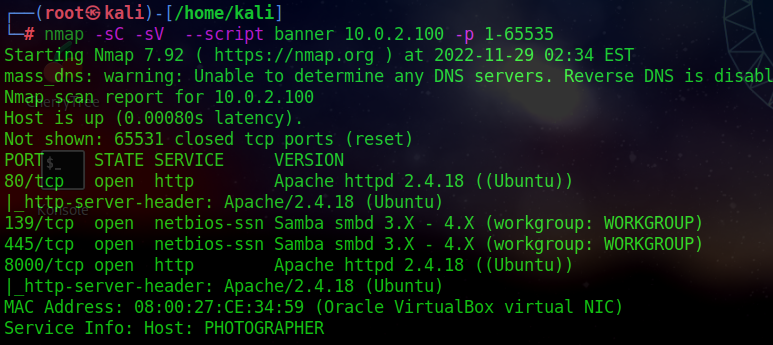 ┌──(root㉿kali)-[/home/kali]
└─# nmap -sC -sV  --script banner 10.0.2.100 -p 1-65535
Starting Nmap 7.92 ( https://nmap.org ) at 2022-11-29 02:34 EST
mass_dns: warning: Unable to determine any DNS servers. Reverse DNS is disabl
Nmap scan report for 10.0.2.100
CherryTree
Host is up (0.00080s latency).
Not shown: 65531 closed tcp ports (reset)
PORT     STATE SERVICE     VERSION
$_
80/tcp   open  http        Apache httpd 2.4.18 ((Ubuntu))
|_http-server-header: Apache/2.4.18 (Ubuntu)
Konsole
139/tcp  open  netbios-ssn Samba smbd 3.X - 4.X (workgroup: WORKGROUP)
445/tcp  open  netbios-ssn Samba smbd 3.X - 4.X (workgroup: WORKGROUP)
8000/tcp open  http        Apache httpd 2.4.18 ((Ubuntu))
|_http-server-header: Apache/2.4.18 (Ubuntu)
MAC Address: 08:00:27:CE:34:59 (Oracle VirtualBox virtual NIC)
Service Info: Host: PHOTOGRAPHER